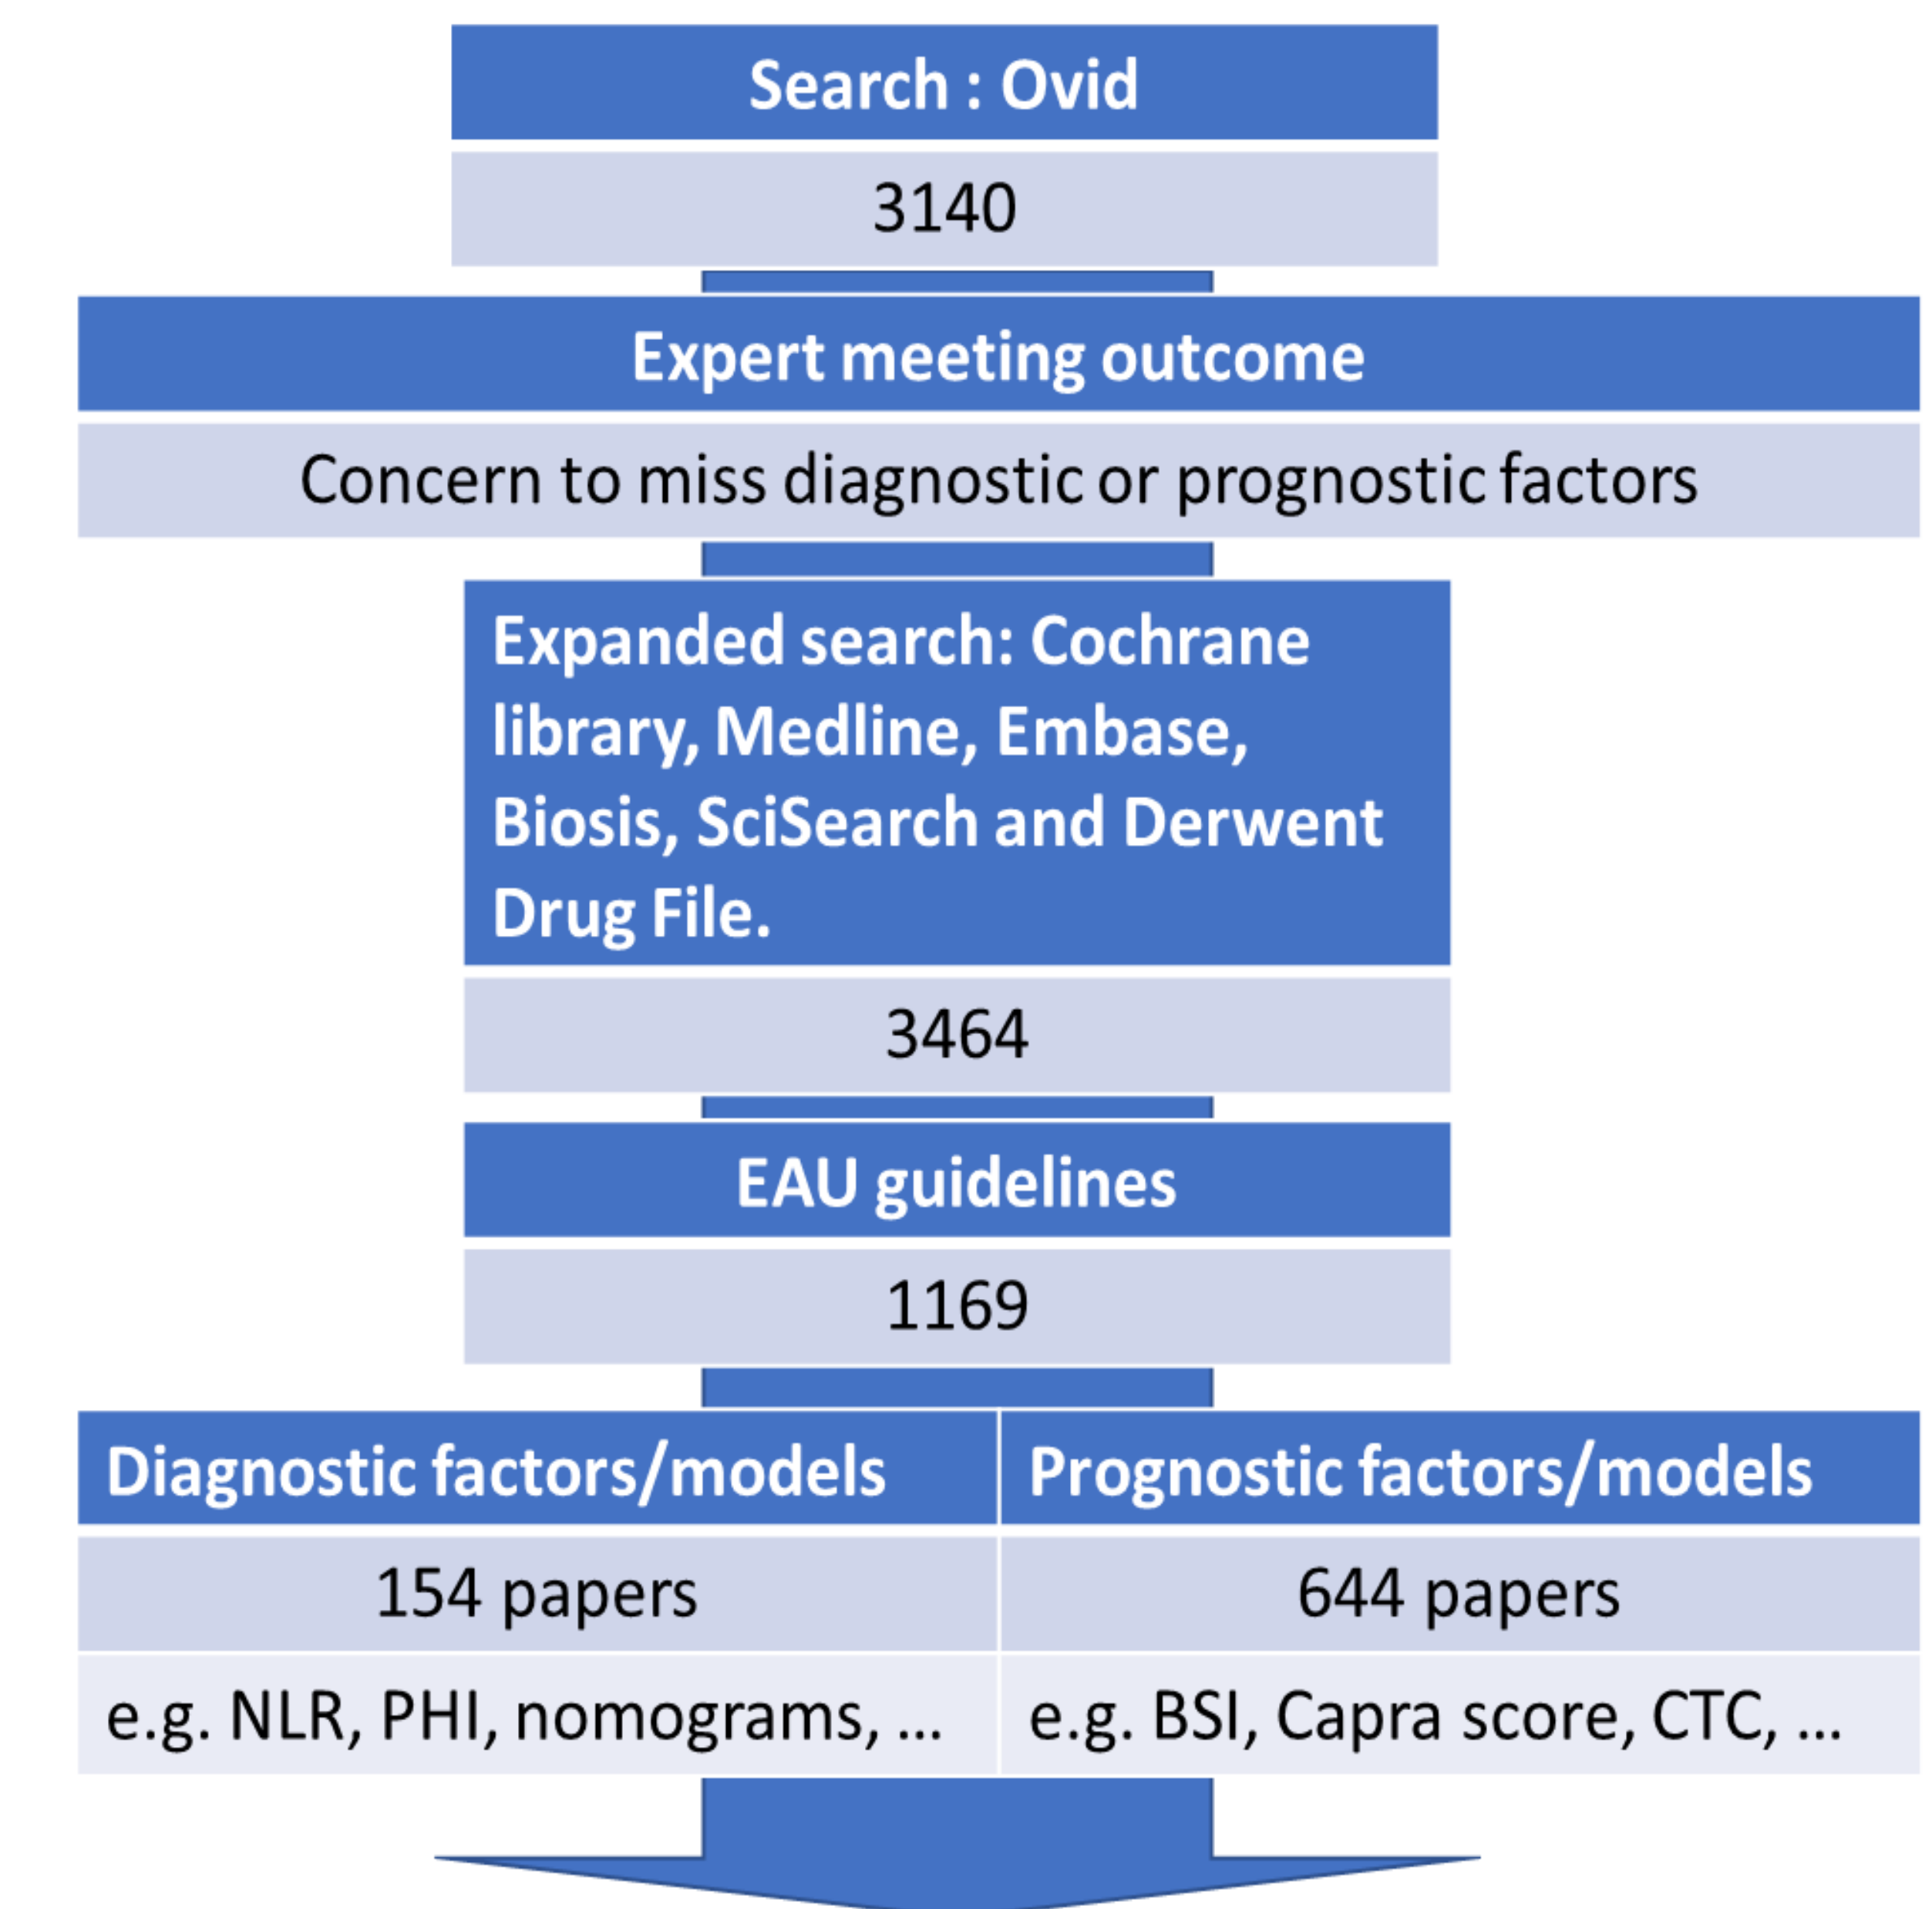 Search : Ovid
3140
Expert meeting outcome
Concern to miss diagnostic or prognostic factors
Expanded search: Cochrane
library, Medline, Embase,
Biosis, SciSearch and Derwent
Drug File.
3464
EAU guidelines
1169
Diagnostic factors/models
Prognostic factors/models
154 papers
644 papers
e.g. NLR, PHI, nomograms, ...
e.g. BSI, Capra score, CTC, ...